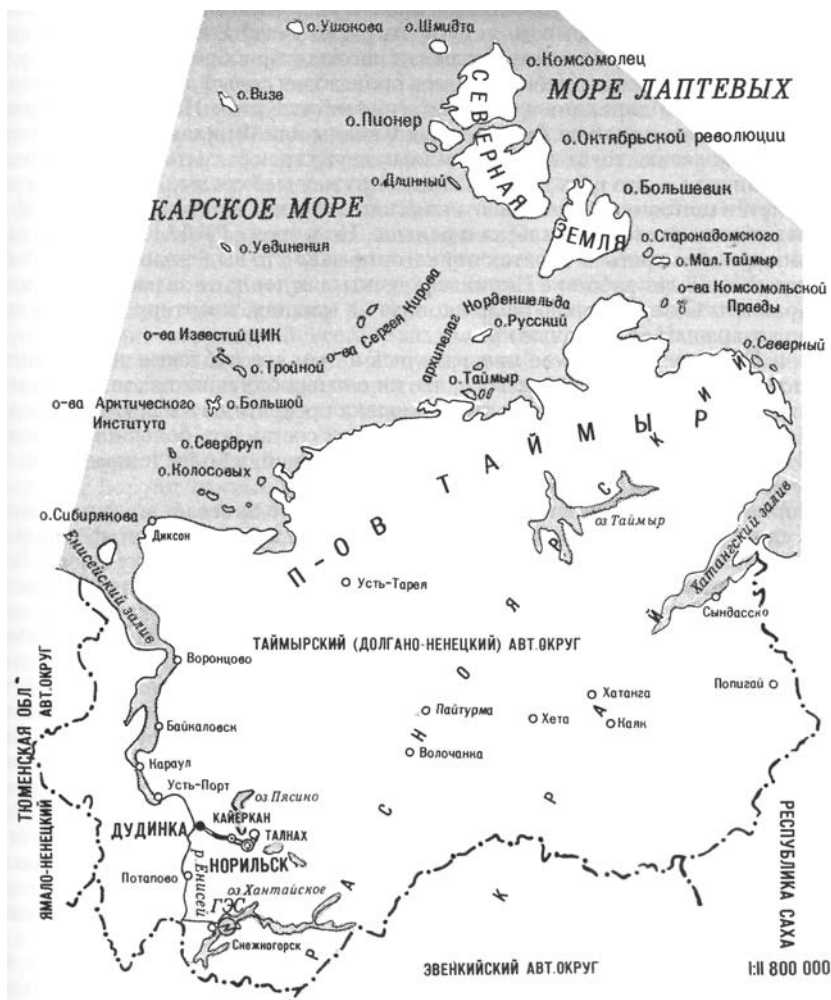 о.Ушокова
о.Шмидта
о.Комсомолец
МОРЕ ЛАПТЕВЫХ
о.Визе
о.Пионер
СЕВЕРНАЯ
о.Октябрьской революции
о.Длинный
о.Большевик
КАРСКОЕ МОРЕ
ЗЕМЛЯ
о.Уединения
о.Старокадомского
о.Мал.Таймыр
о-ва Комсомольской
Правды
о-ва Сергея Кирова
архипелаг Норденшельда
о.Русский
о-ва Известий ЦИК
о.Тройной
о.Северный
о.Таймыр
о-ва Арктического
Института
о.Большой
о.Свердруп
о.Колосовых
П-ОВ ТАЙМЫР
о.Сибирякова
Диксон
оз Таймыр
Енисейский залив
Хатангский залив
Усть-Тарея
Сындасско
ТАЙМЫРСКИЙ (ДОЛГАНО-НЕНЕЦКИЙ) АВТ.ОКРУГ
Воронцово
Хатанга
Попигай
Пайтурма
Хета
Каяк
Байкаловск
Волочанка
ТЮМЕНСКАЯ ОБЛ
ЯМАЛО-НЕНЕЦКИЙ АВТ.ОКРУГ
Караул
Усть-Порт
оз Пясино
КАЙЕРКАН
ДУДИНКА
ТАЛНАХ
НОРИЛЬСК
РЕСПУБЛИКА САХА
Потапово
р.Енисей
оз Хантайское
ГЭС
Снежногорск
КРАСНОЯРСКИЙ
КРАЙ
ЭВЕНКИЙСКИЙ АВТ.ОКРУГ
1:11 800 000